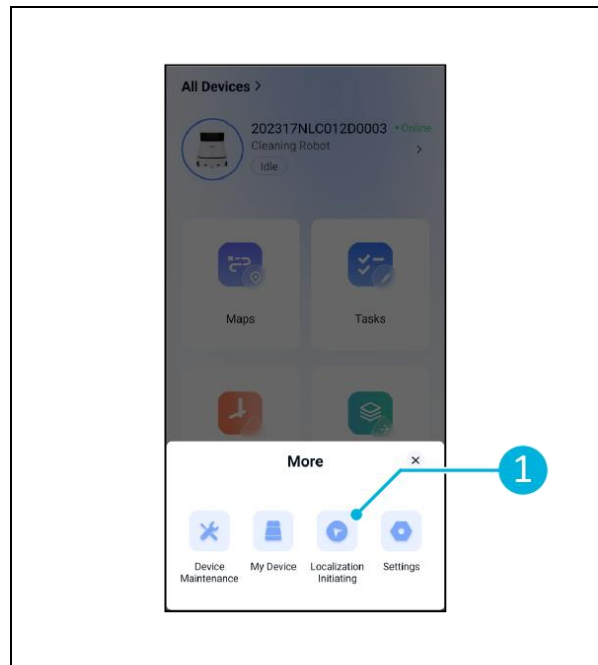 All Devices >
202317NLC012D0003 • Online
Cleaning Robot >
Idle
Maps Tasks
More ×
1
Device My Device Localization Settings
Maintenance Initiating